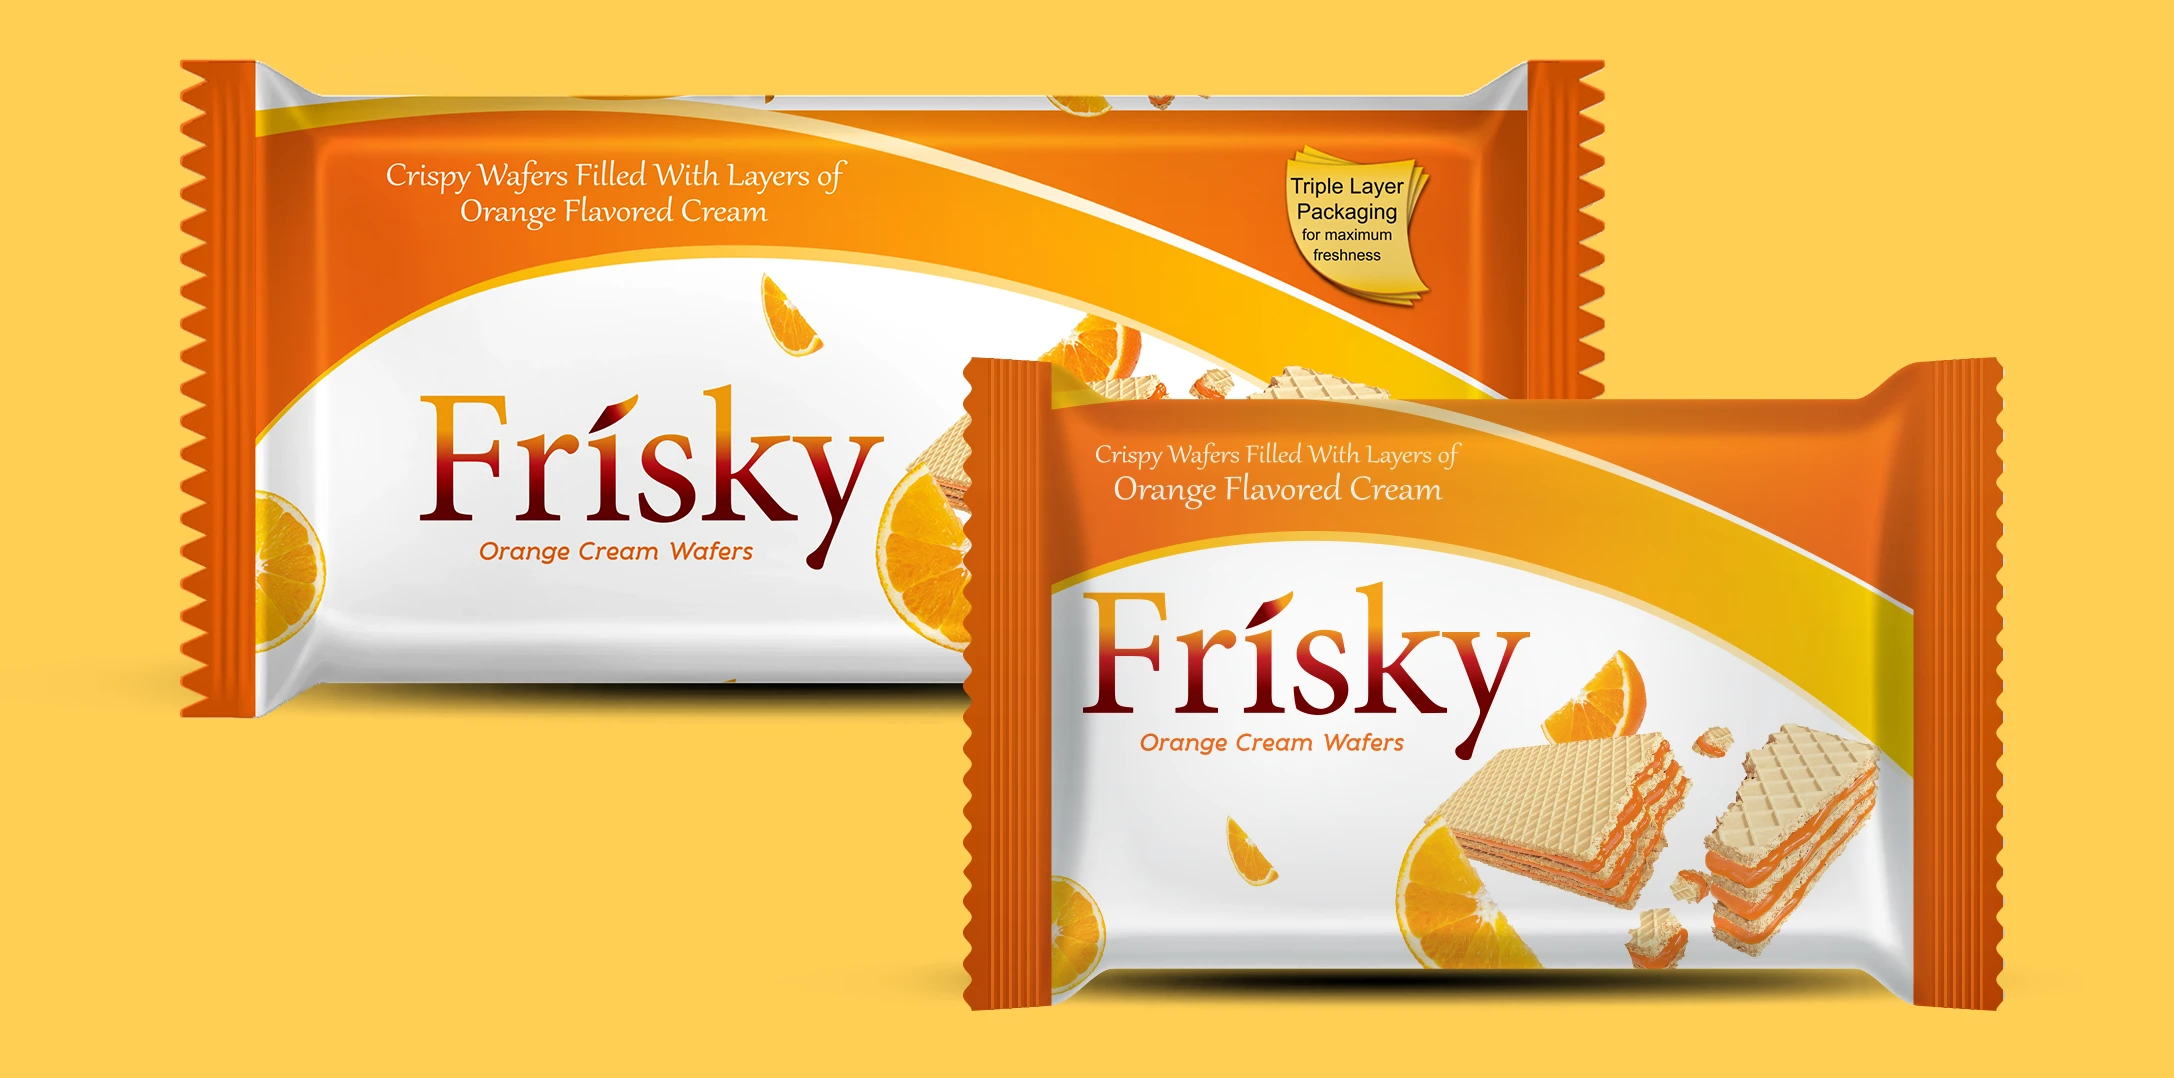 Crispy Wafers Filled With Layers of
Orange Flavored Cream
Triple Layer
Packaging
for maximum
freshness
Frísky
Orange Cream Wafers
Crispy Wafers Filled With Layers of
Orange Flavored Cream
Frísky
Orange Cream Wafers